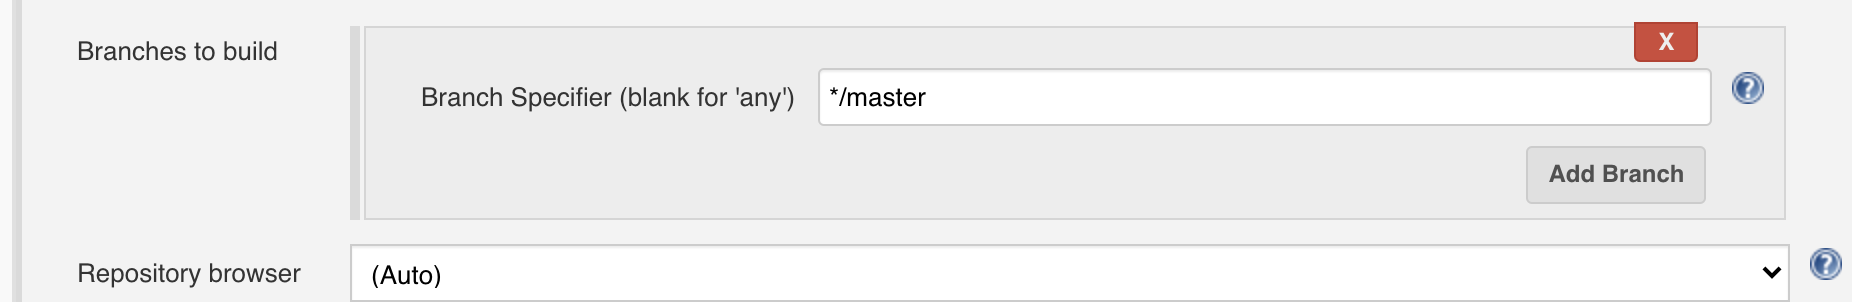 X
Branches to build
Branch Specifier (blank for 'any') */master ?
Add Branch
Repository browser (Auto) ?